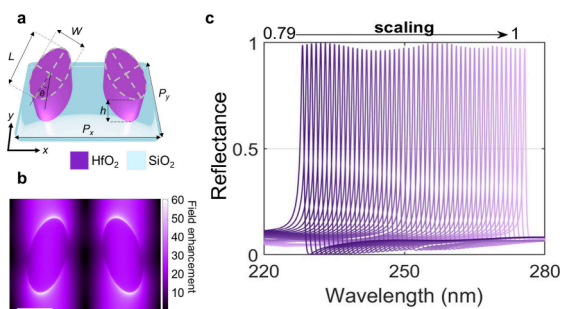 a
L
W
θ
h
P_y
P_x
y
x
HfO₂
SiO₂
b
60
50
40
30
20
10
Field enhancement
c
scaling
0.79
1
1
0.5
0
Reflectance
220
250
280
Wavelength (nm)